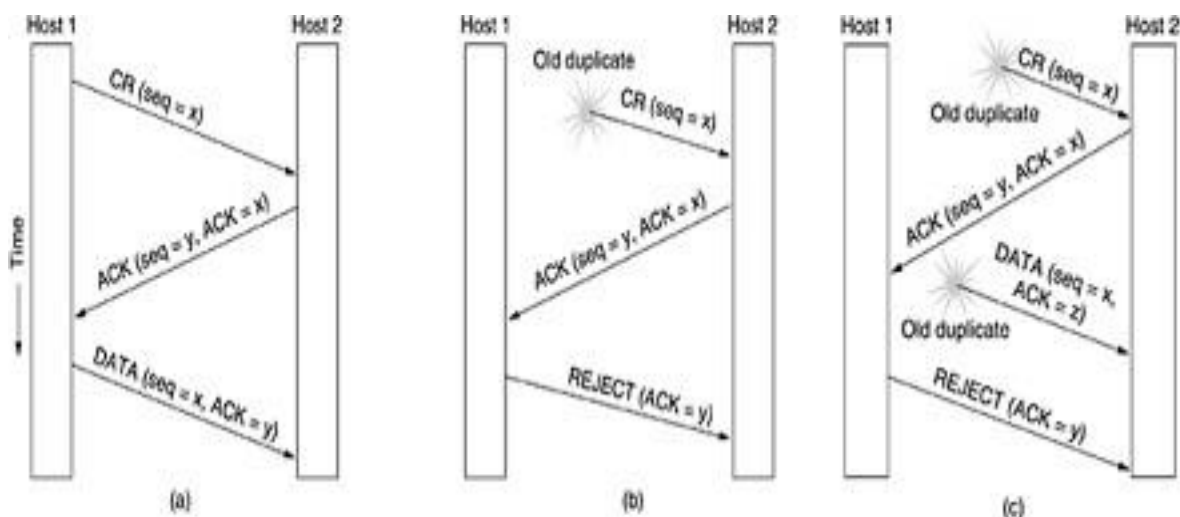 Host 1
Host 2
CR (seq = x)
ACK (seq = y, ACK = x)
DATA (seq = x, ACK = y)
Time
(a)
Host 1
Host 2
Old duplicate
CR (seq = x)
ACK (seq = y, ACK = x)
REJECT (ACK = y)
(b)
Host 1
Host 2
CR (seq = x)
Old duplicate
ACK (seq = y, ACK = x)
DATA (seq = x,
ACK = z)
Old duplicate
REJECT (ACK = y)
(c)